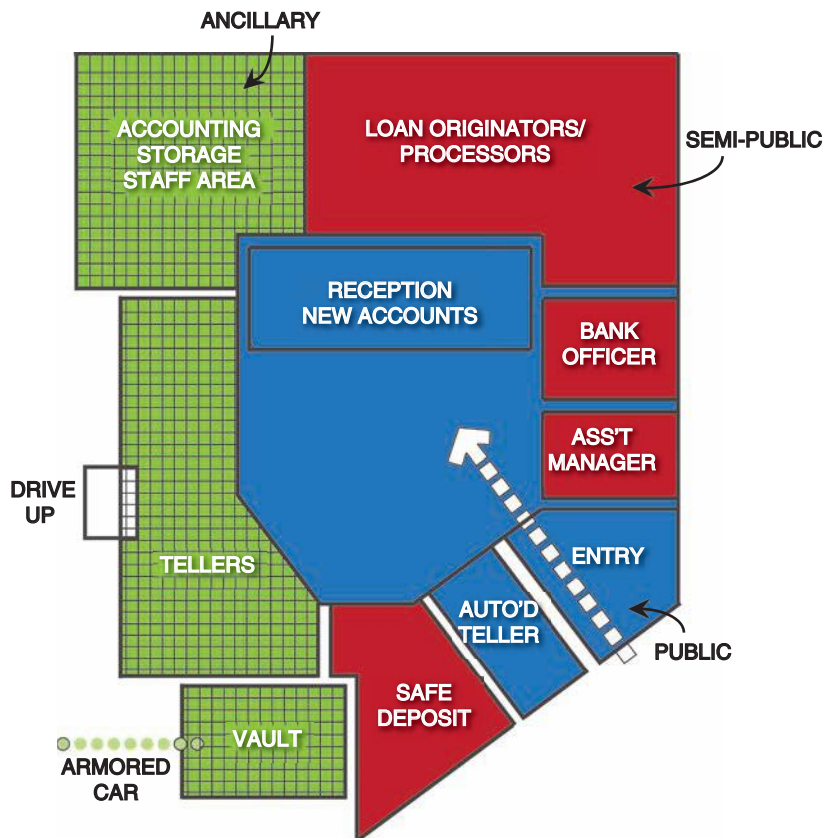 ANCILLARY
ACCOUNTING
STORAGE
STAFF AREA
LOAN ORIGINATORS/
PROCESSORS
SEMI-PUBLIC
RECEPTION
NEW ACCOUNTS
BANK
OFFICER
ASS'T
MANAGER
DRIVE
UP
TELLERS
ENTRY
AUTO'D
TELLER
PUBLIC
SAFE
DEPOSIT
VAULT
ARMORED
CAR